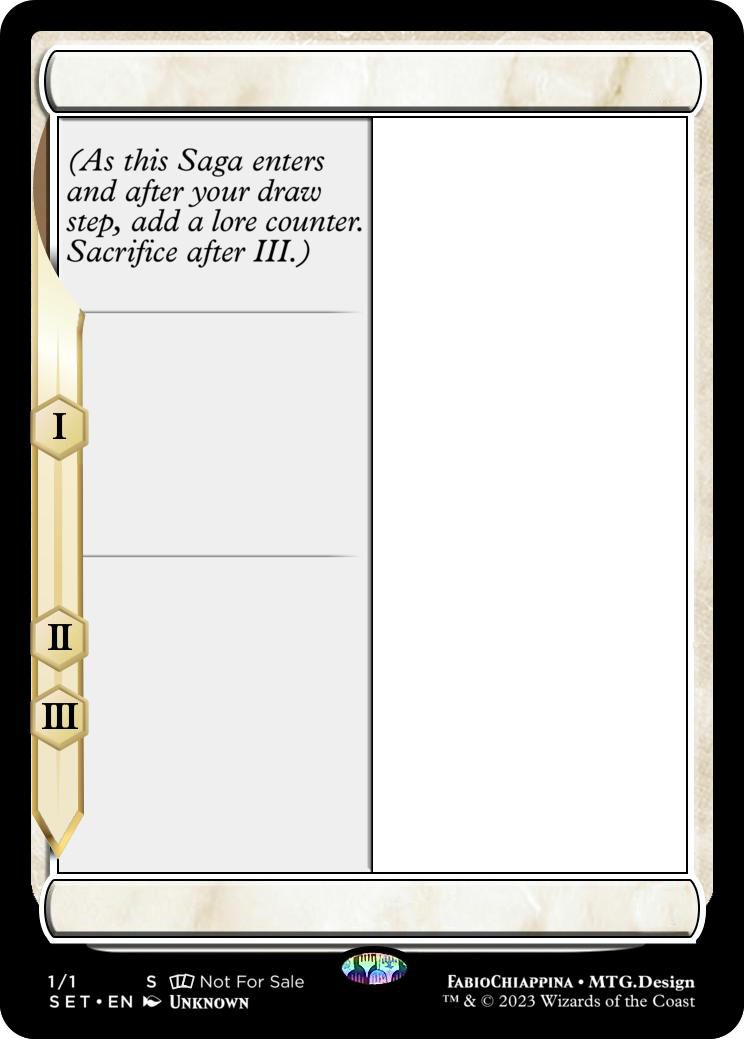 (As this Saga enters
and after your draw
step, add a lore counter.
Sacrifice after III.)
I
II
III
1/1 S Not For Sale
SET • EN Unknown
FabioChiappina • MTG.Design
™ & © 2023 Wizards of the Coast